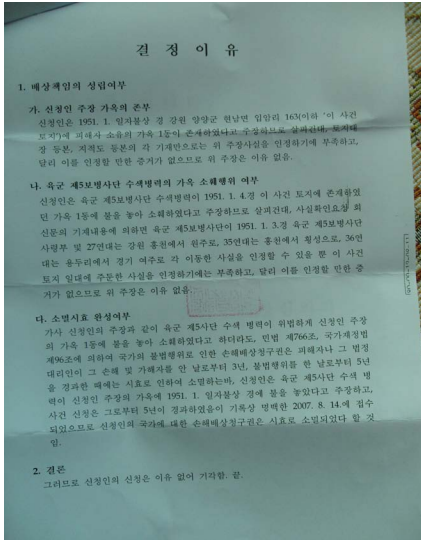 결 정 이 유
1. 배상책임의 성립여부
가. 신청인 주장 가옥의 존부
신청인은 1951. 1. 일자불상 경 강원 양양군 현남면 입암리 163(이하 '이 사건
토지')에 피해자 소유의 가옥 1동이 존재하였다고 주장하므로 살피건대, 토지대
장 등본, 지적도 등본의 각 기재만으로는 위 주장사실을 인정하기에 부족하고,
달리 이를 인정할 만한 증거가 없으므로 위 주장은 이유 없음.
나. 육군 제5보병사단 수색병력의 가옥 소훼행위 여부
신청인은 육군 제5보병사단 수색병력이 1951. 1. 4.경 이 사건 토지에 존재하였
던 가옥 1동에 불을 놓아 소훼하였다고 주장하므로 살피건대, 사실확인요청 회
신문의 기재내용에 의하면 육군 제5보병사단이 1951. 1. 3.경 육군 제5보병사단
사령부 및 27연대는 강원 홍천에서 원주로, 35연대는 홍천에서 횡성으로, 36연
대는 용두리에서 경기 여주로 각 이동한 사실을 인정할 수 있을 뿐 이 사건
토지 일대에 주둔한 사실을 인정하기에는 부족하고, 달리 이를 인정할 만한 증
거가 없으므로 위 주장은 이유 없음.
다. 소멸시효 완성여부
가사 신청인의 주장과 같이 육군 제5사단 수색 병력이 위법하게 신청인 주장
의 가옥 1동에 불을 놓아 소훼하였다고 하더라도, 민법 제766조, 국가재정법
제96조에 의하여 국가의 불법행위로 인한 손해배상청구권은 피해자나 그 법정
대리인이 그 손해 및 가해자를 안 날로부터 3년, 불법행위를 한 날로부터 5년
을 경과한 때에는 시효로 인하여 소멸하는바, 신청인은 육군 제5사단 수색 병
력이 신청인 주장의 가옥에 1951. 1. 일자불상 경에 불을 놓았다고 주장하고,
사건 신청은 그로부터 5년이 경과하였음이 기록상 명백한 2007. 8. 14.에 접수
되었으므로 신청인의 국가에 대한 손해배상청구권은 시효로 소멸되었다 할 것
임.
2. 결론
그러므로 신청인의 신청은 이유 없어 기각함. 끝.